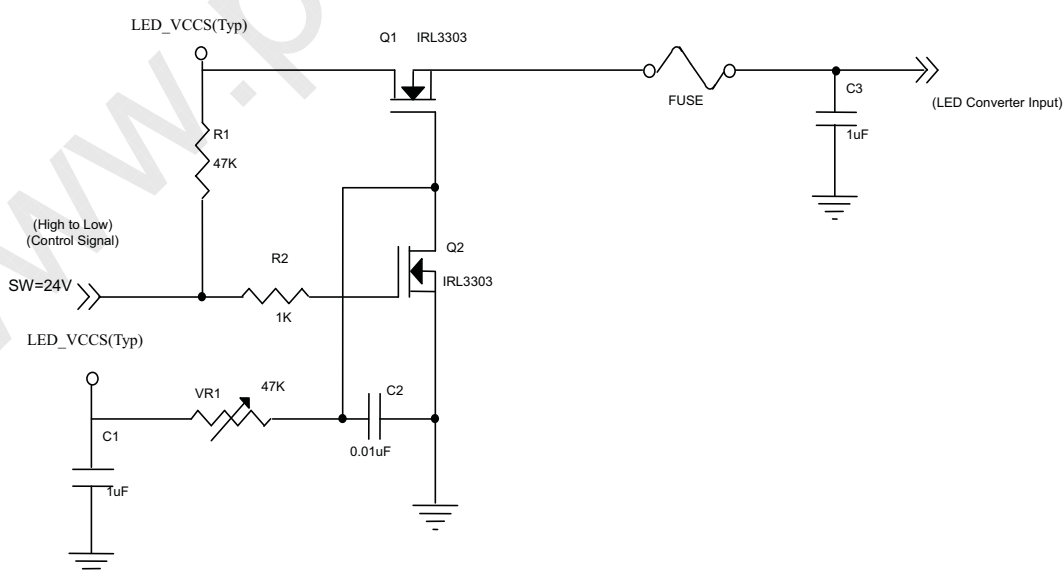 LED_VCCS(Typ)
Q1 IRL3303
R1
47K
FUSE
C3
1uF
(LED Converter Input)
(High to Low)
(Control Signal)
SW=24V
R2
1K
Q2
IRL3303
LED_VCCS(Typ)
VR1
47K
C2
0.01uF
C1
1uF